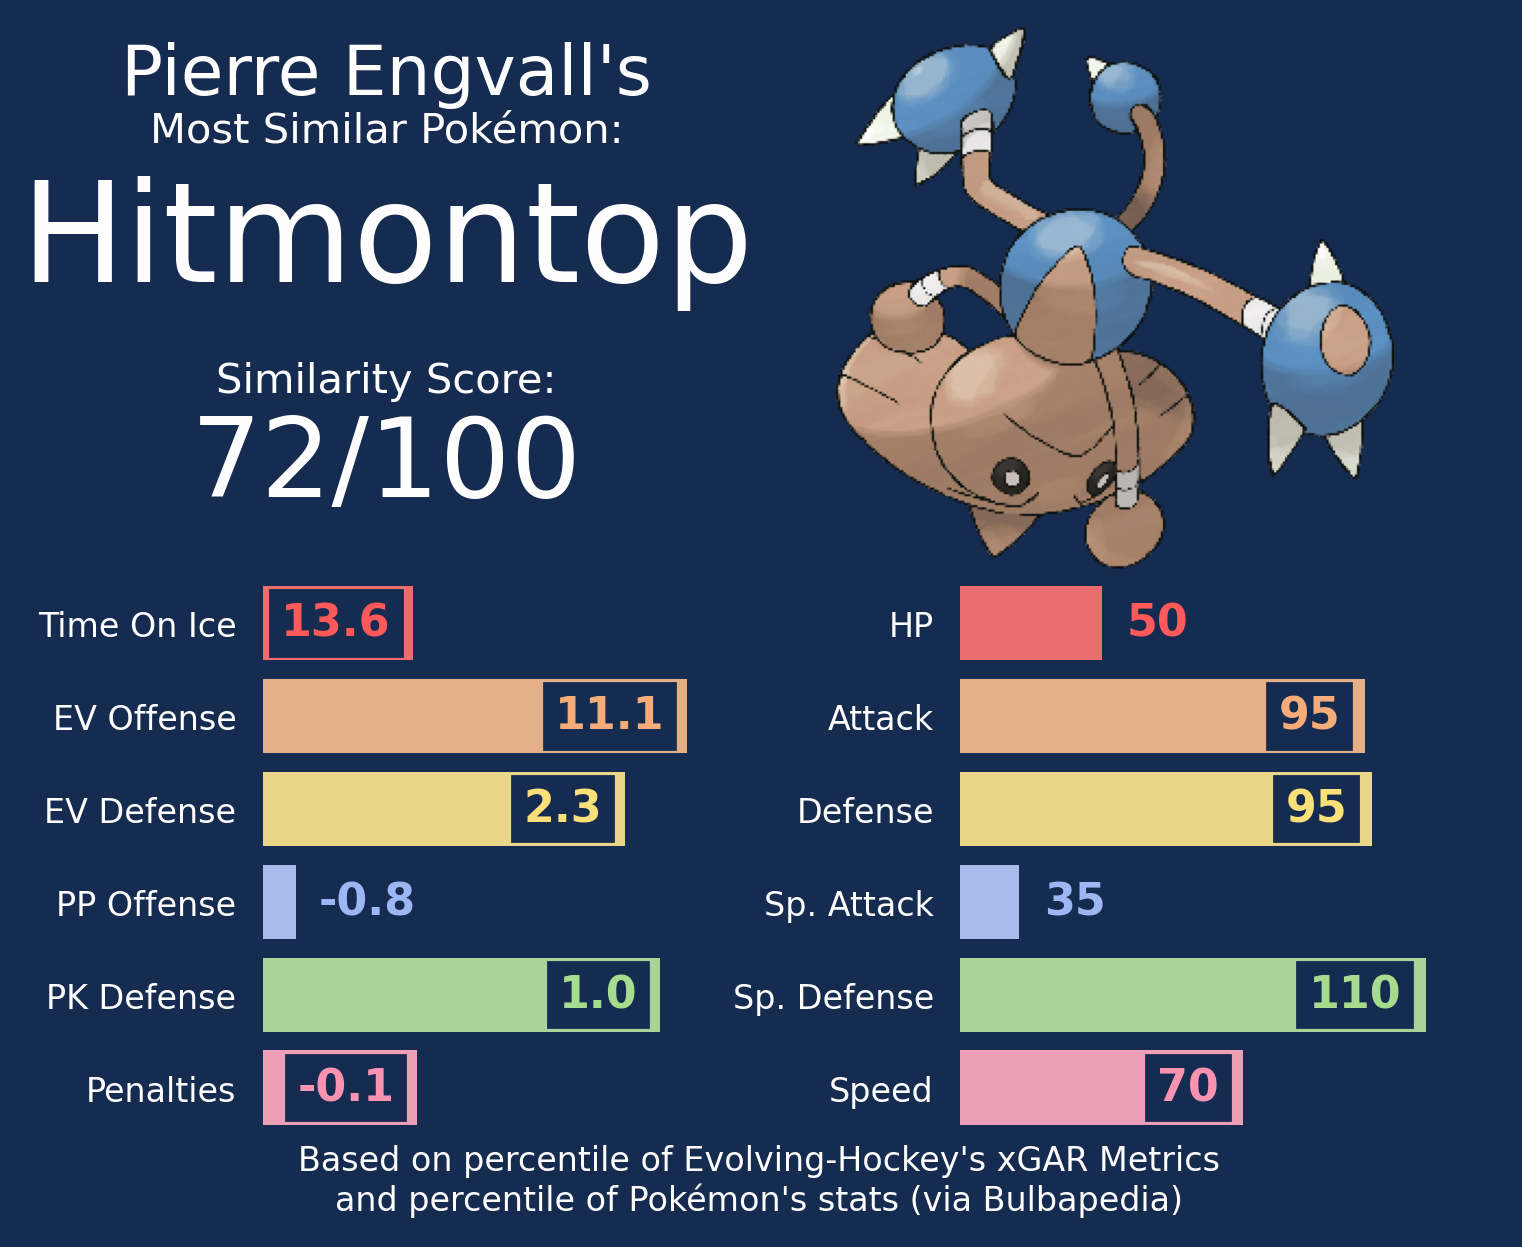 Pierre Engvall's
Most Similar Pokémon:
Hitmontop
Similarity Score:
72/100
Time On Ice 13.6
EV Offense 11.1
EV Defense 2.3
PP Offense -0.8
PK Defense 1.0
Penalties -0.1
HP 50
Attack 95
Defense 95
Sp. Attack 35
Sp. Defense 110
Speed 70
Based on percentile of Evolving-Hockey's xGAR Metrics
and percentile of Pokémon's stats (via Bulbapedia)